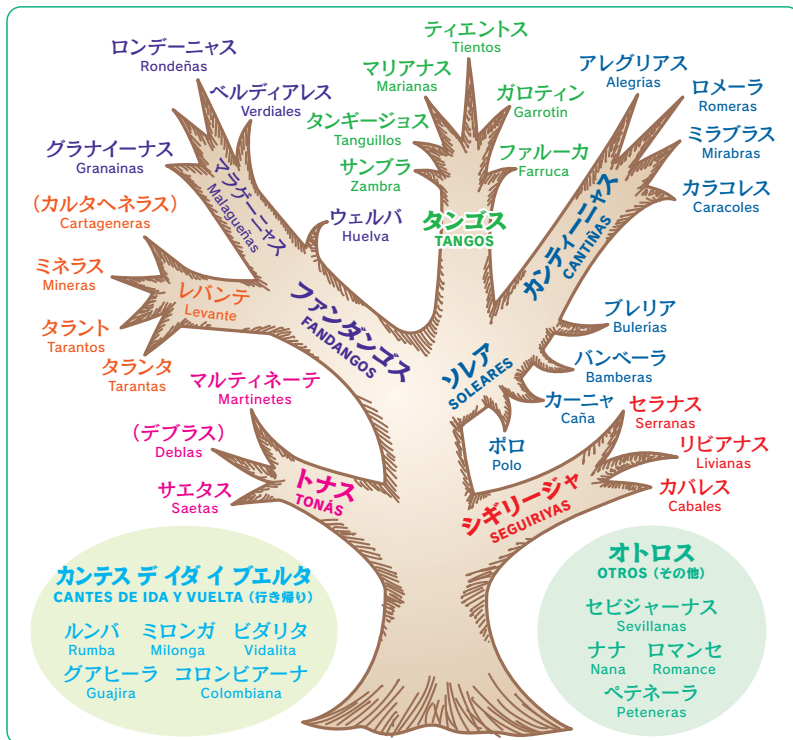 ロンデーニャス
Rondeñas
ベルディアレス
Verdiales
グラナイーナス
Granainas
マラゲーニャス
Malagueñas
ウェルバ
Huelva
(カルタヘネラス)
Cartageneras
ミネラス
Mineras
レバンテ
Levante
タラント
Tarantos
タランタ
Tarantas
ファンダンゴス
FANDANGOS
ティエントス
Tientos
マリアナス
Marianas
ガロティン
Garrotín
タンギージョス
Tanguillos
ファルーカ
Farruca
サンブラ
Zambra
タンゴス
TANGOS
アレグリアス
Alegrías
ロメーラ
Romeras
ミラブラス
Mirabras
カラコレス
Caracoles
カンティーニャス
CANTIÑAS
ブレリア
Bulerías
バンベーラ
Bamberas
カーニャ
Caña
ポロ
Polo
ソレア
SOLEARES
マルティネーテ
Martinetes
(デブラス)
Deblas
サエタス
Saetas
トナス
TONÁS
セラナス
Serranas
リビアナス
Livianas
カバレス
Cabales
シギリージャ
SEGUIRIYAS
カンテス デ イダ イ ブエルタ
CANTES DE IDA Y VUELTA (行き帰り)
ルンバ ミロンガ ビダリタ
Rumba Milonga Vidalita
グアヒーラ コロンビアーナ
Guajira Colombiana
オトロス
OTROS (その他)
セビジャーナス
Sevillanas
ナナ ロマンセ
Nana Romance
ペテネーラ
Peteneras